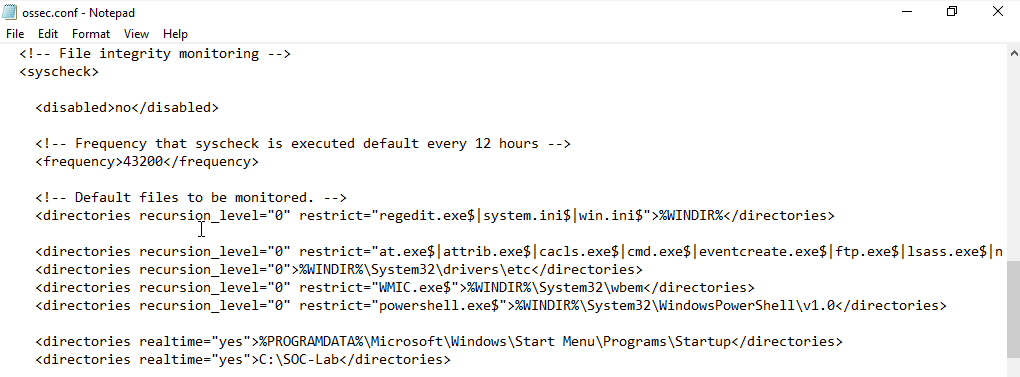 ossec.conf - Notepad
File Edit Format View Help
<!-- File integrity monitoring -->
<syscheck>
<disabled>no</disabled>
<!-- Frequency that syscheck is executed default every 12 hours -->
<frequency>43200</frequency>
<!-- Default files to be monitored. -->
<directories recursion_level="0" restrict="regedit.exe$|system.ini$|win.ini$">%WINDIR%</directories>
<directories recursion_level="0" restrict="at.exe$|attrib.exe$|cacls.exe$|cmd.exe$|eventcreate.exe$|ftp.exe$|lsass.exe$|n
<directories recursion_level="0">%WINDIR%\System32\drivers\etc</directories>
<directories recursion_level="0" restrict="WMIC.exe$">%WINDIR%\System32\wbem</directories>
<directories recursion_level="0" restrict="powershell.exe$">%WINDIR%\System32\WindowsPowerShell\v1.0</directories>
<directories realtime="yes">%PROGRAMDATA%\Microsoft\Windows\Start Menu\Programs\Startup</directories>
<directories realtime="yes">C:\SOC-Lab</directories>